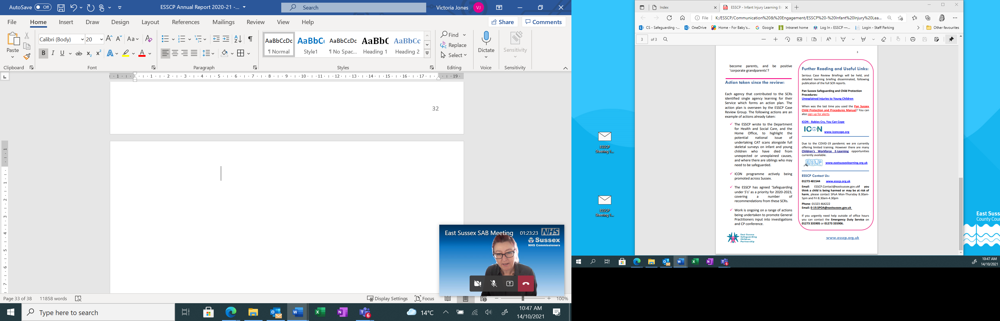 AutoSave Off
ESSCP Annual Report 2020-21 -...
Search
Victoria Jones VJ
File Home Insert Draw Design Layout References Mailings Review View Help
Share Comments
Paste
Calibri (Body) 20
Aa
AaBbCcDc AaBbC AaBbCcDc AaBbC AaBbCc
¶ Normal Style1 ¶ No Spac... Heading 1 Heading 2
Find
Replace
Select
Dictate
Sensitivity
Clipboard Font Paragraph Styles Editing Voice Sensitivity
32
East Sussex SAB Meeting 01:23:23 NHS
Sussex
NHS Commissioners
Page 33 of 38 11858 words
Display Settings Focus 100%
Type here to search
14°C
10:47 AM
14/10/2021
ESSCP
Steering 1...
ESSCP
Steering 1...
Index
ESSCP - Infant Injury Learning B
File K:/ESSCP/Communication%20&%20Engagement/ESSCP%20-%20Infant%20Injury%20Lea...
CS - Safeguarding -... OneDrive Home - For Baby's... Google Intranet home Log In ‹ ESSCP —... Login - Staff Parking Other favourites
3 of 3
3
become parents, and be positive
'corporate grandparents'?
Action taken since the review:
Each agency that contributed to the SCRs
identified single agency learning for their
Service which forms an action plan. The
action plan is overseen by the ESSCP Case
Review Group. The following actions are an
example of actions already taken:
✓ The ESSCP wrote to the Department
for Health and Social Care, and the
Home Office, to highlight the
potential national issue of
undertaking CAT scans alongside full
skeletal surveys on infant and young
children who have died from
unexpected or unexplained causes,
and where there are siblings who may
need to be safeguarded.
✓ ICON programme actively being
promoted across Sussex.
✓ The ESSCP has agreed 'Safeguarding
under 5's' as a priority for 2020-2023,
covering a number of
recommendations from these SCRs.
✓ Work is ongoing on a range of actions
being undertaken to promote General
Practitioners input into investigations
and CP conference.
East Sussex
Safeguarding
Children
Partnership
Further Reading and Useful Links:
Serious Case Review Briefings will be held, and
detailed learning briefing disseminated, following
publication of the full SCR reports.
Pan Sussex Safeguarding and Child Protection
Procedures:
Unexplained Injuries to Young Children
When was the last time you used the Pan Sussex
Child Protection and Procedures Manual? You can
also sign up for alerts.
ICON - Babies Cry, You Can Cope
ICON www.iconcope.org
Due to the COVID-19 pandemic we are currently
offering limited training. However there are many
Children's Workforce E-Learning opportunities
currently available.
ESLP www.eastsussexlearning.org.uk
ESSCP Contact Us:
01273 481544 www.esscp.org.uk
Email: ESSCP.Contact@eastsussex.gov.ukf you
think a child is being harmed or may be at risk of
harm, please contact SPoA Mon-Thursday 8.30am-
5pm and Fri 8.30am-4.30pm
Phone: 01323 464222
Email: 0-19.SPOA@eastsussex.gov.uk
If you urgently need help outside of office hours
you can contact the Emergency Duty Service on
01273 335905 or 01273 335906.
www.esscp.org.uk
East Suss
County Cou
10:47 AM
14/10/2021